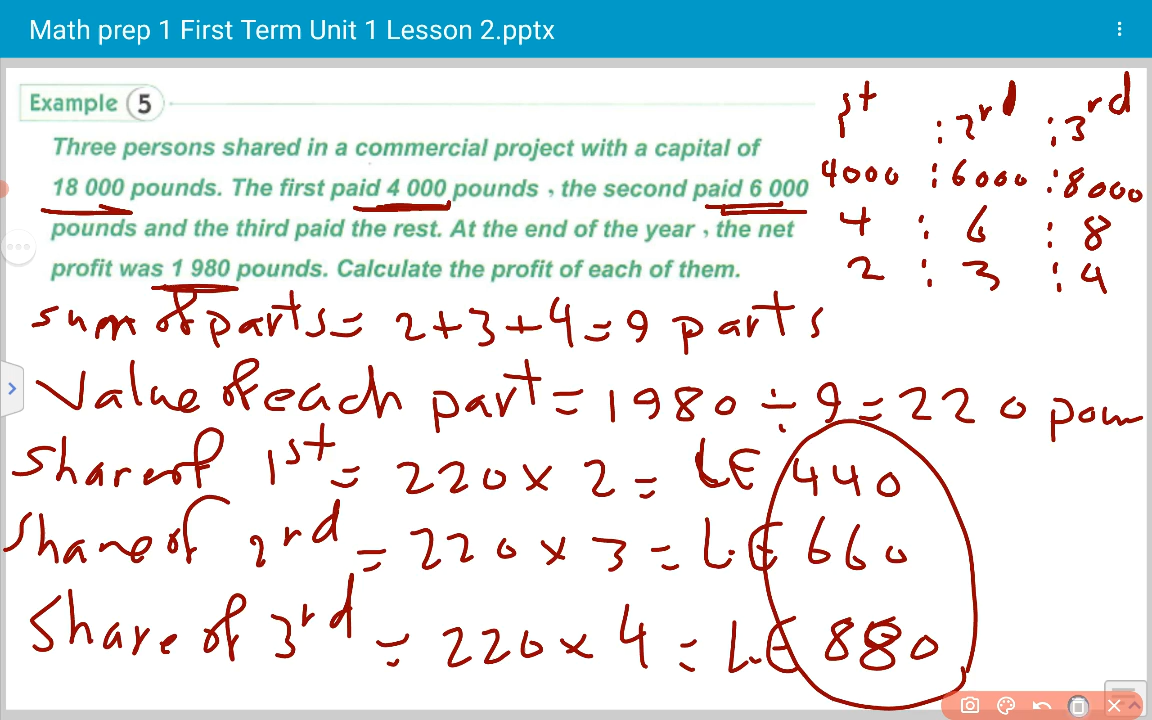 Math prep 1 First Term Unit 1 Lesson 2.pptx
Example 5
Three persons shared in a commercial project with a capital of
18 000 pounds. The first paid 4 000 pounds , the second paid 6 000
pounds and the third paid the rest. At the end of the year , the net
profit was 1 980 pounds. Calculate the profit of each of them.
1st : 2rd : 3rd
4000 : 6000 : 8000
4 : 6 : 8
2 : 3 : 4
sum of parts = 2+3+4=9 parts
Value of each part = 1980 ÷ 9 = 220 poun
Share of 1st = 220 x 2 = LE 440
Share of 2rd = 220 x 3 = L.E 660
Share of 3rd = 220 x 4 = L.E 880